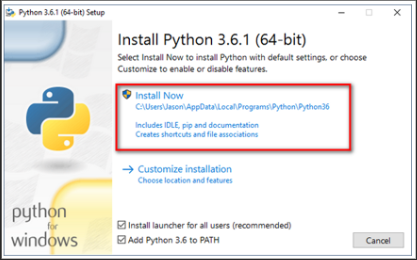 Python 3.6.1 (64-bit) Setup
Install Python 3.6.1 (64-bit)
Select Install Now to install Python with default settings, or choose
Customize to enable or disable features.
Install Now
C:\Users\Jason\AppData\Local\Programs\Python\Python36
Includes IDLE, pip and documentation
Creates shortcuts and file associations
Customize installation
Choose location and features
python
for
windows
Install launcher for all users (recommended)
Add Python 3.6 to PATH
Cancel